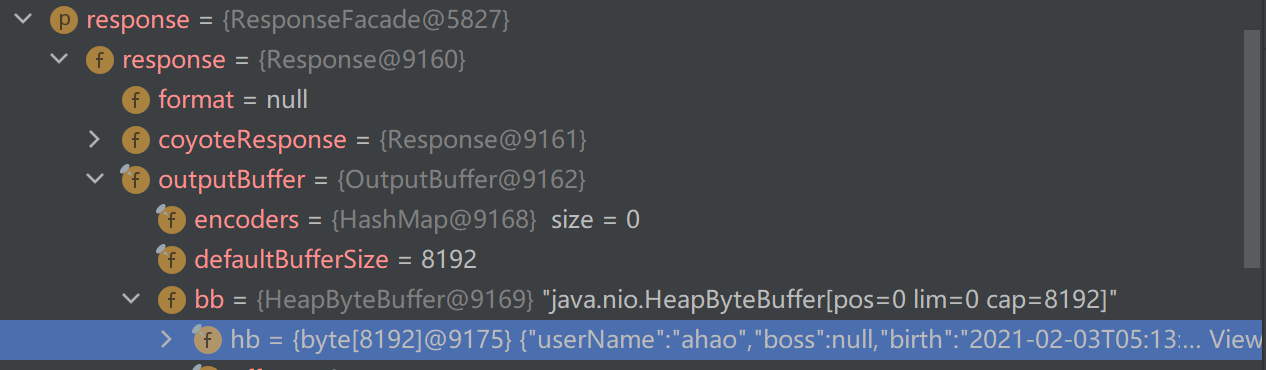 p response = {ResponseFacade@5827}
f response = {Response@9160}
f format = null
f coyoteResponse = {Response@9161}
f outputBuffer = {OutputBuffer@9162}
f encoders = {HashMap@9168} size = 0
f defaultBufferSize = 8192
f bb = {HeapByteBuffer@9169} "java.nio.HeapByteBuffer[pos=0 lim=0 cap=8192]"
f hb = {byte[8192]@9175} {"userName":"ahao","boss":null,"birth":"2021-02-03T05:13:... View